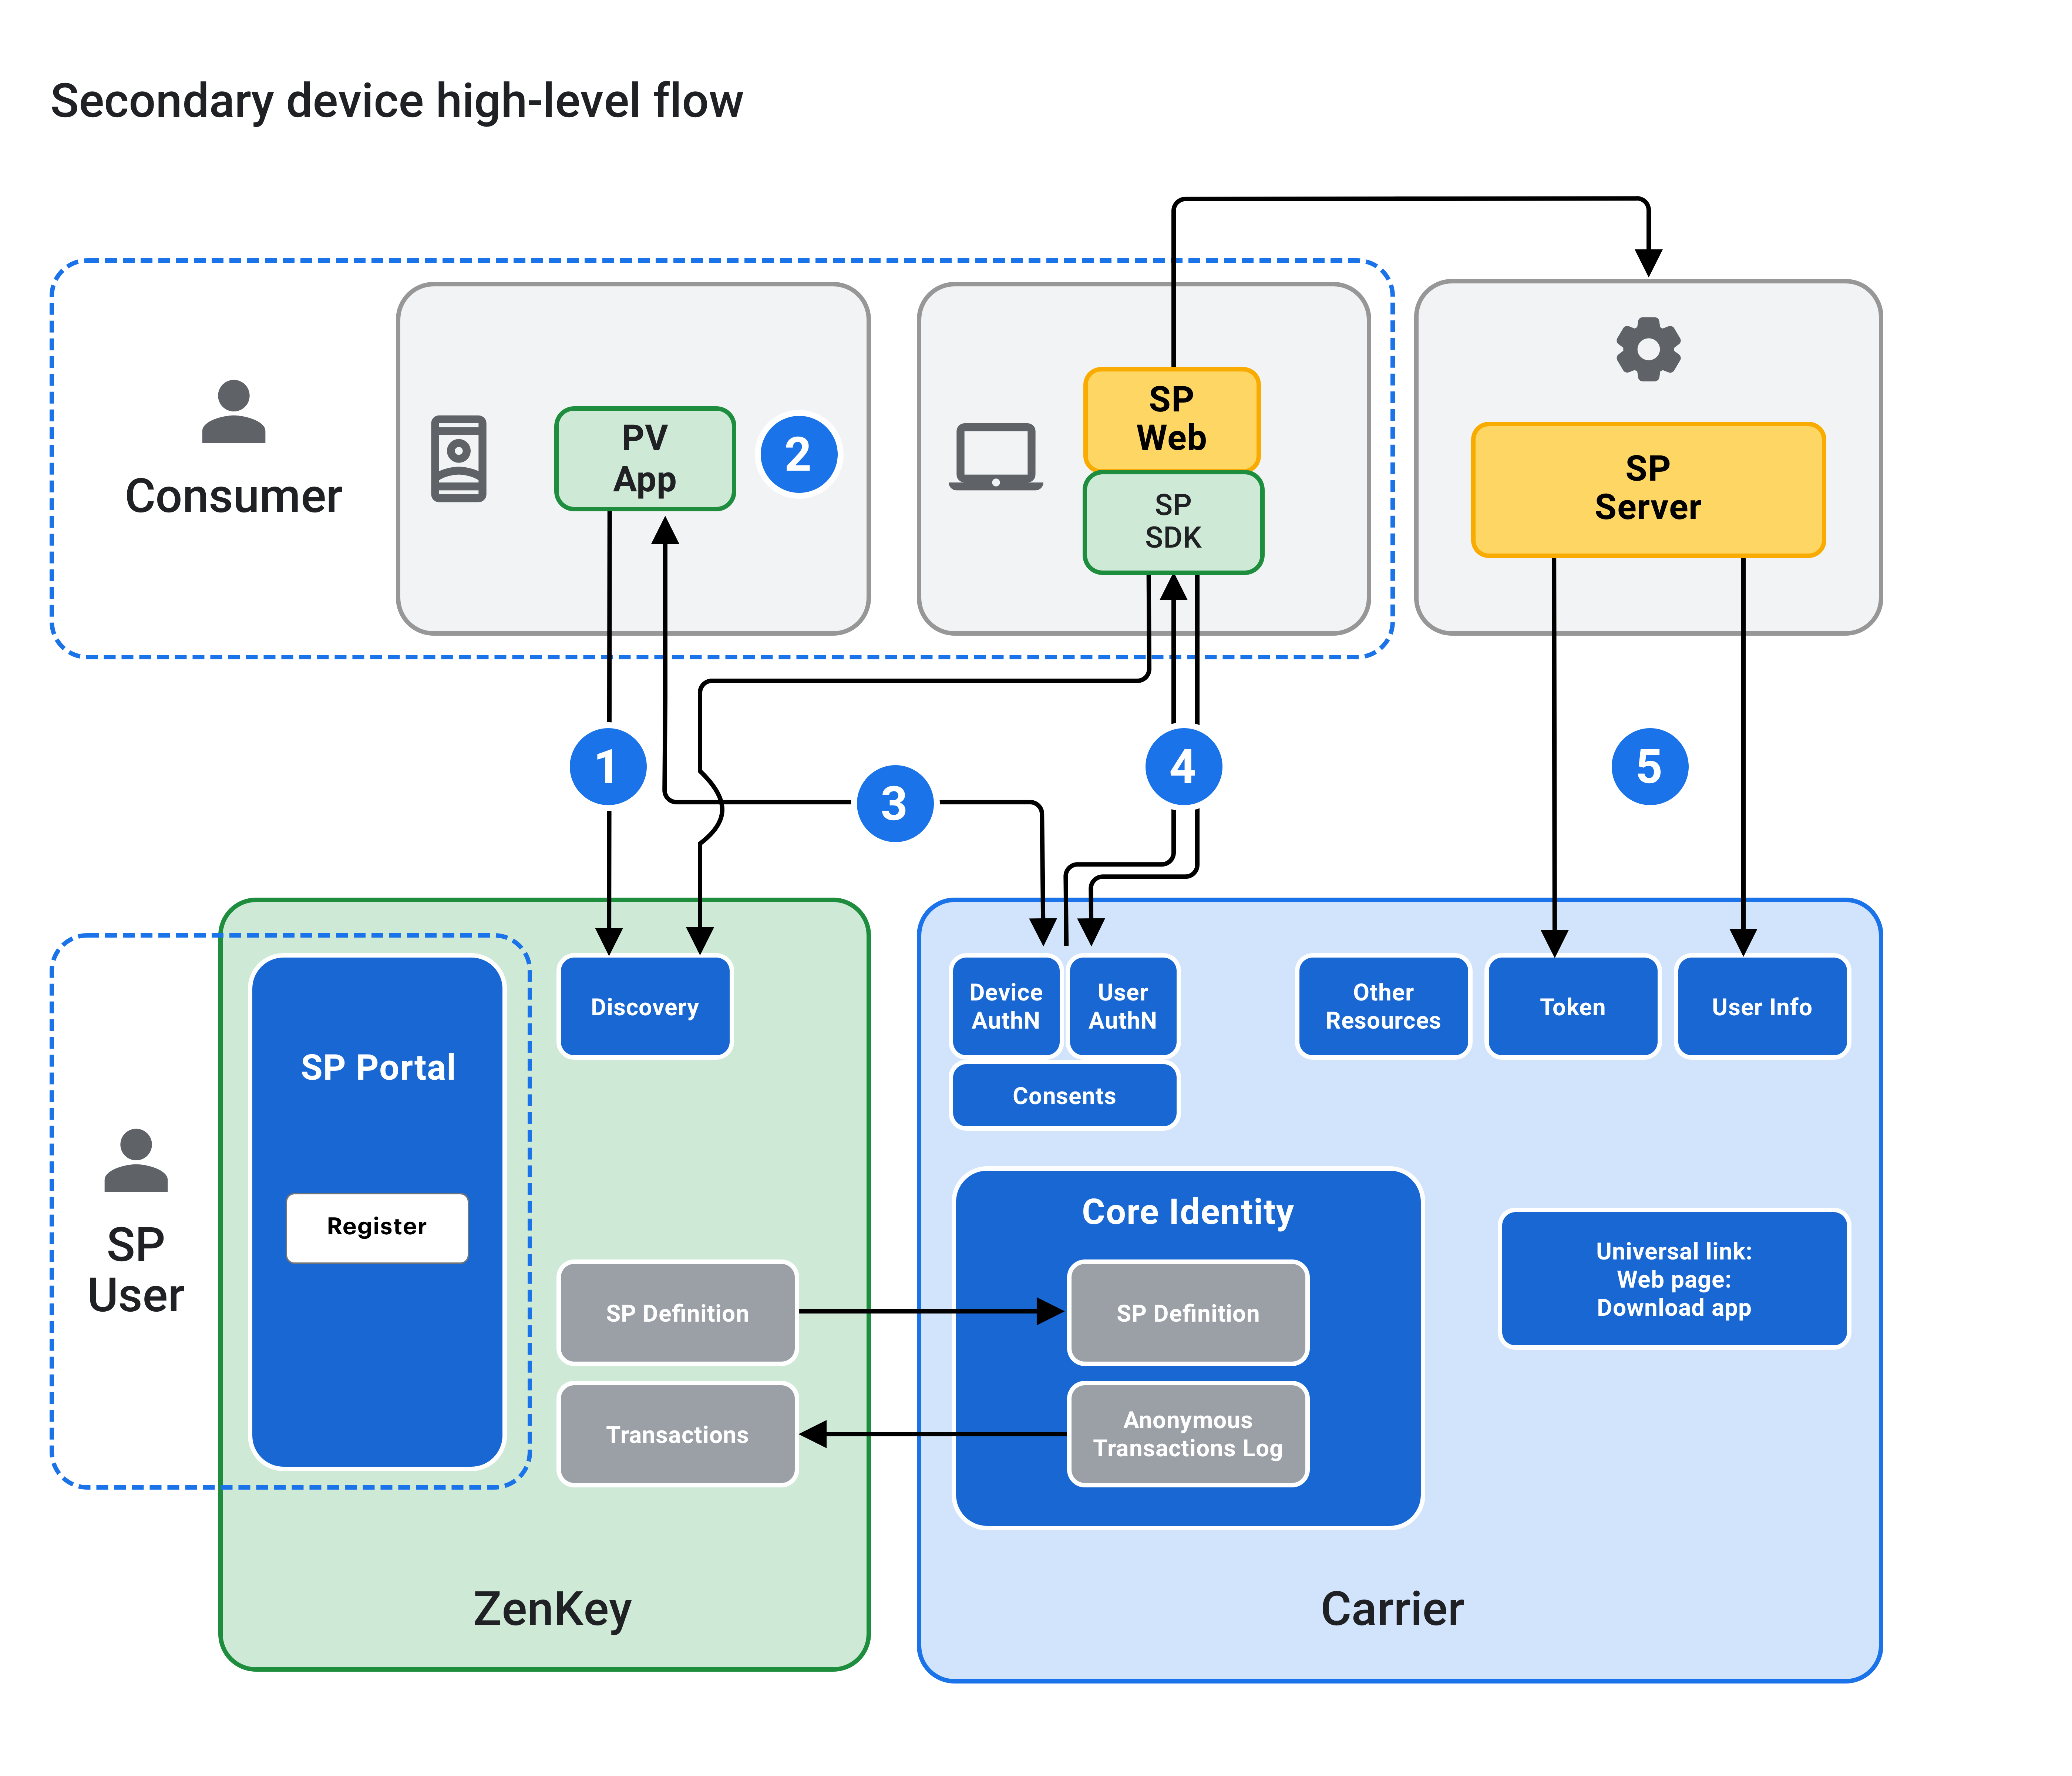 Secondary device high-level flow
Consumer
PV
App
2
SP
Web
SP
SDK
SP
Server
1
3
4
5
SP
User
SP Portal
Register
Discovery
SP Definition
Transactions
ZenKey
Device
AuthN
User
AuthN
Consents
Other
Resources
Token
User Info
Core Identity
SP Definition
Anonymous
Transactions Log
Universal link:
Web page:
Download app
Carrier